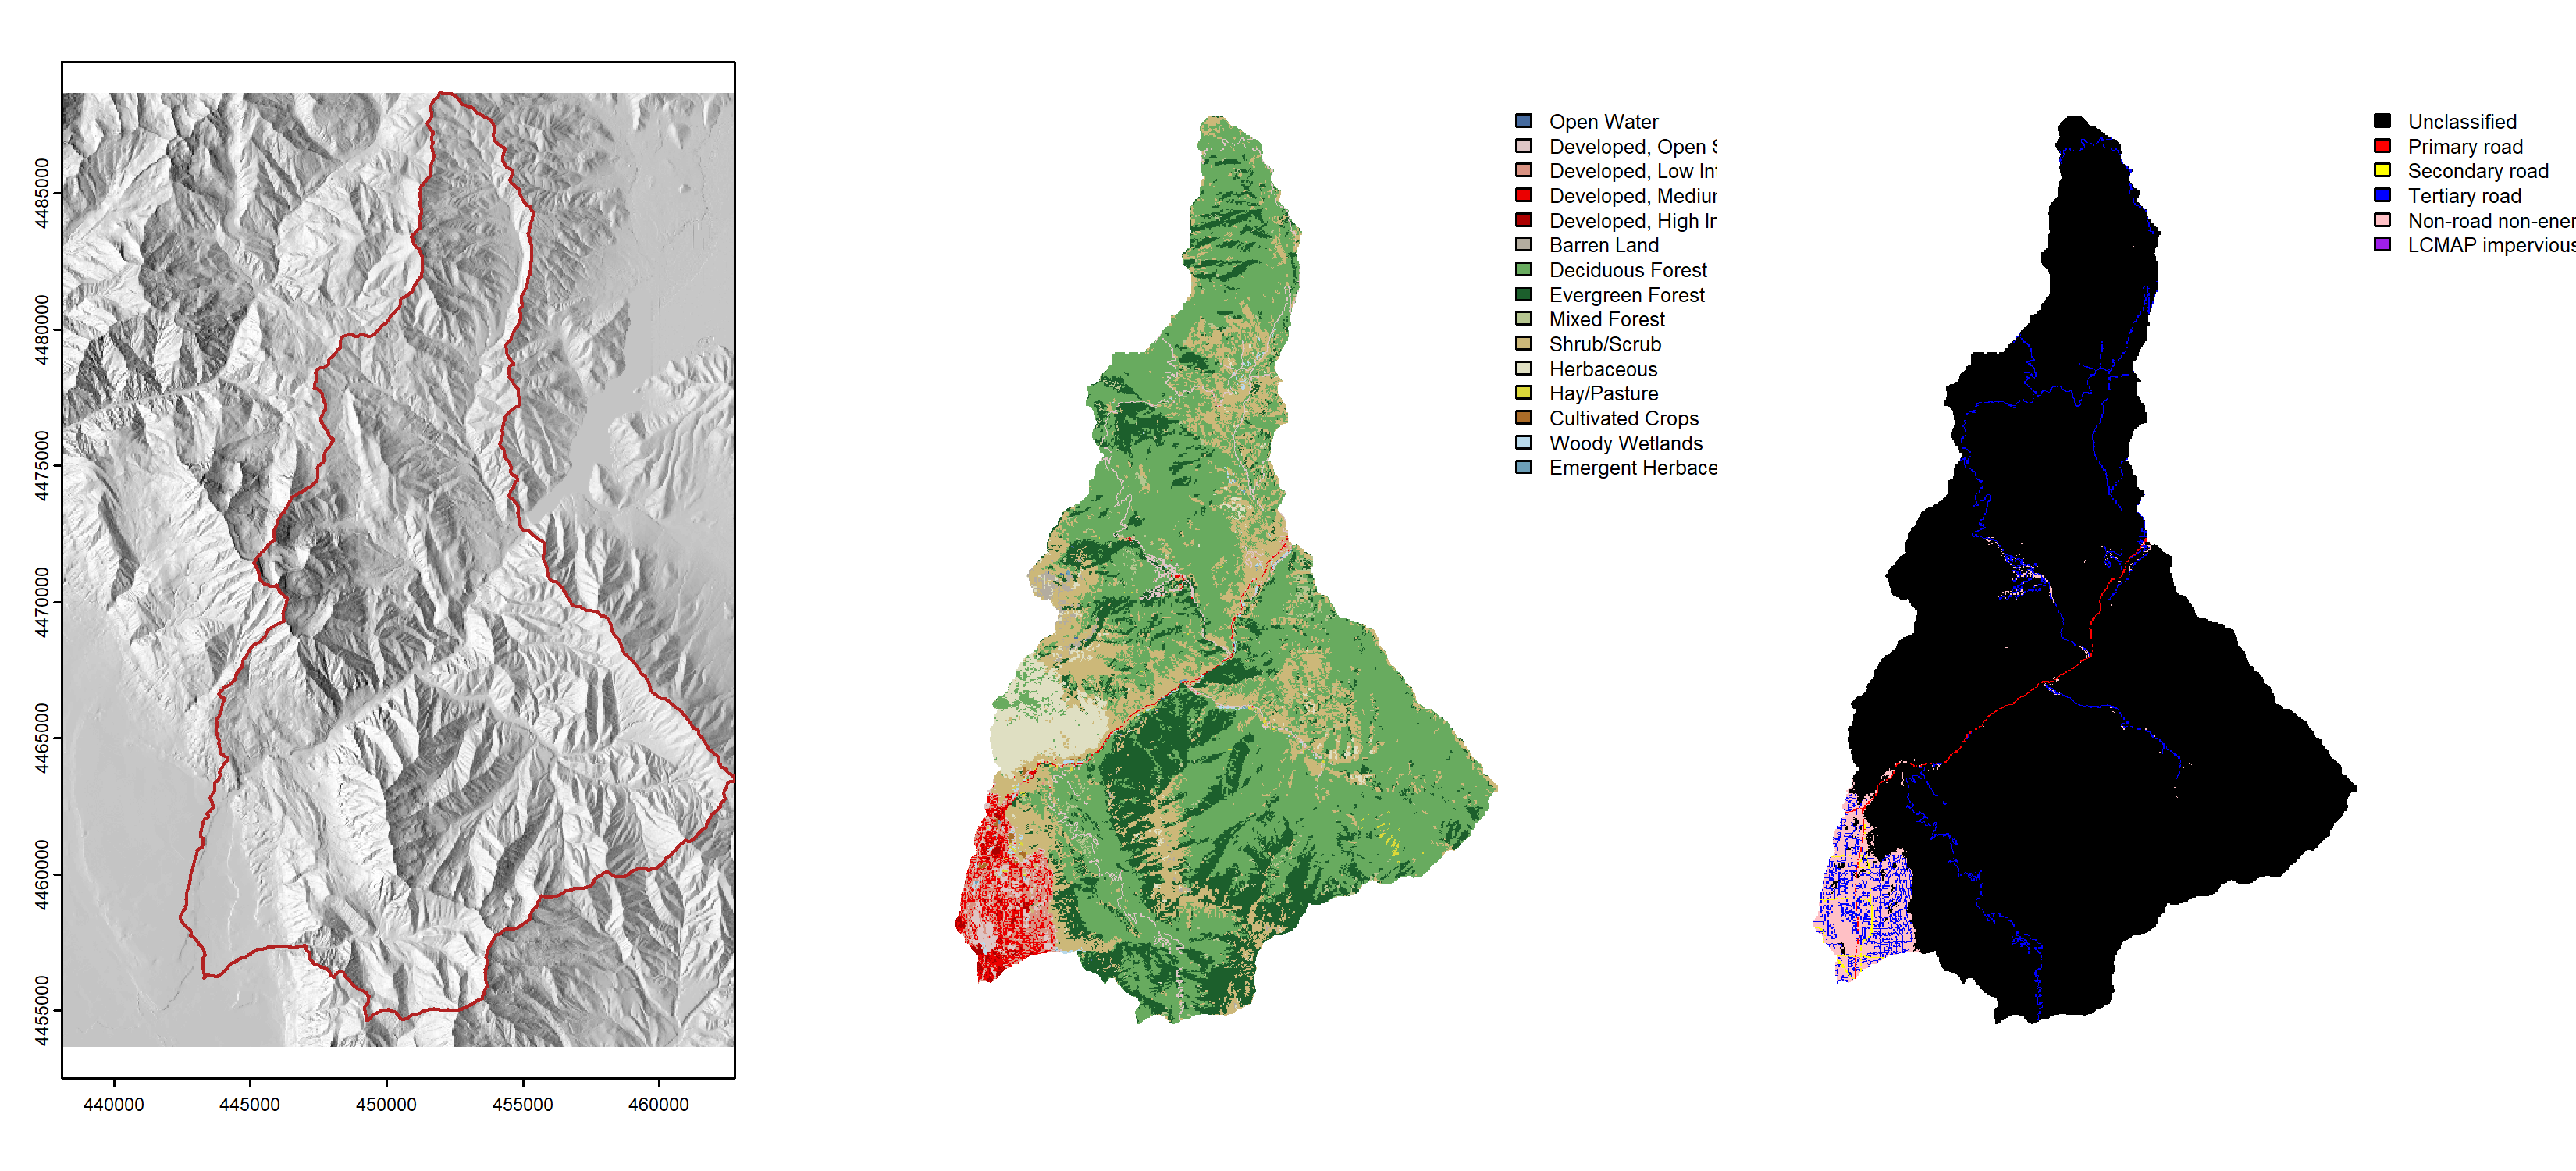 4485000
4480000
4475000
4470000
4465000
4460000
4455000
440000 445000 450000 455000 460000
Open Water
Developed, Open S
Developed, Low Int
Developed, Medium
Developed, High In
Barren Land
Deciduous Forest
Evergreen Forest
Mixed Forest
Shrub/Scrub
Herbaceous
Hay/Pasture
Cultivated Crops
Woody Wetlands
Emergent Herbace
Unclassified
Primary road
Secondary road
Tertiary road
Non-road non-ener
LCMAP impervious